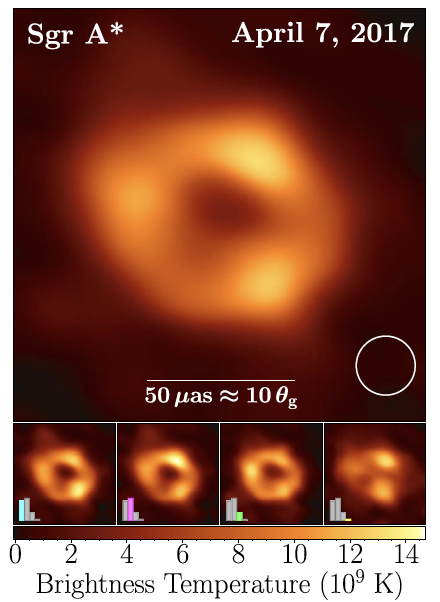 Sgr A* April 7, 2017
50 μas ≈ 10 θg
0 2 4 6 8 10 12 14
Brightness Temperature (10⁹ K)